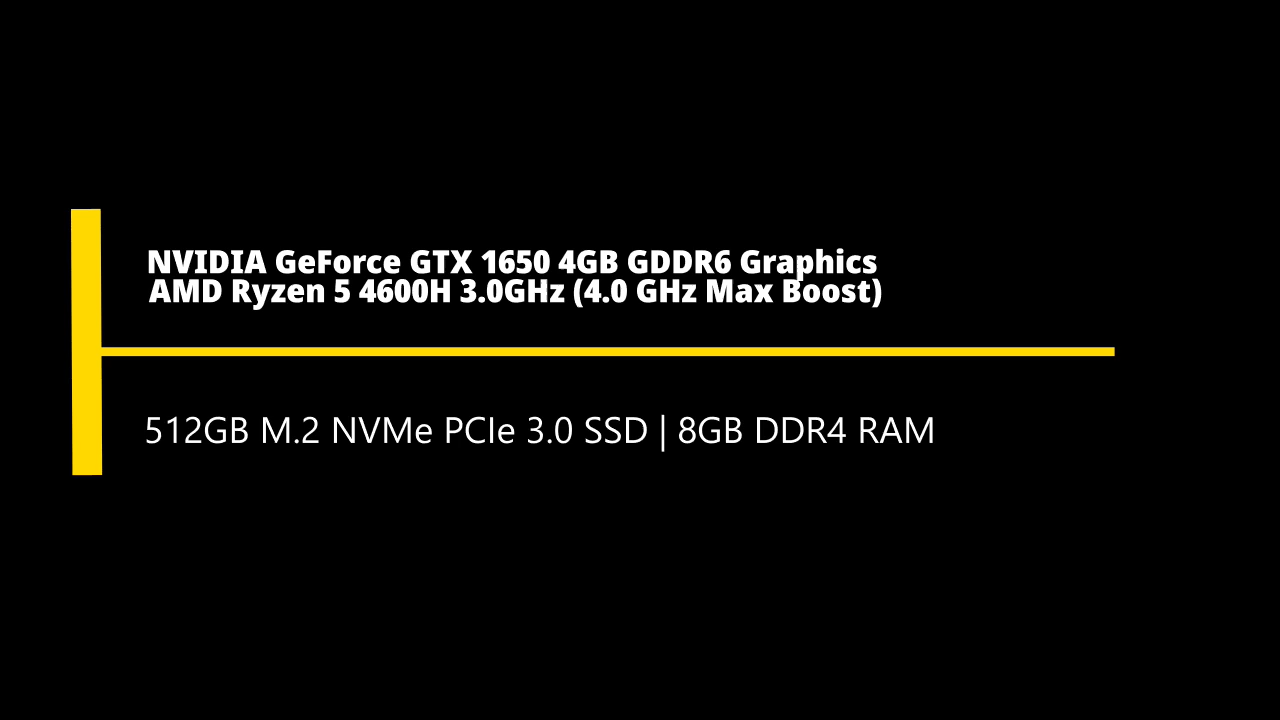 NVIDIA GeForce GTX 1650 4GB GDDR6 Graphics
AMD Ryzen 5 4600H 3.0GHz (4.0 GHz Max Boost)
512GB M.2 NVMe PCIe 3.0 SSD | 8GB DDR4 RAM